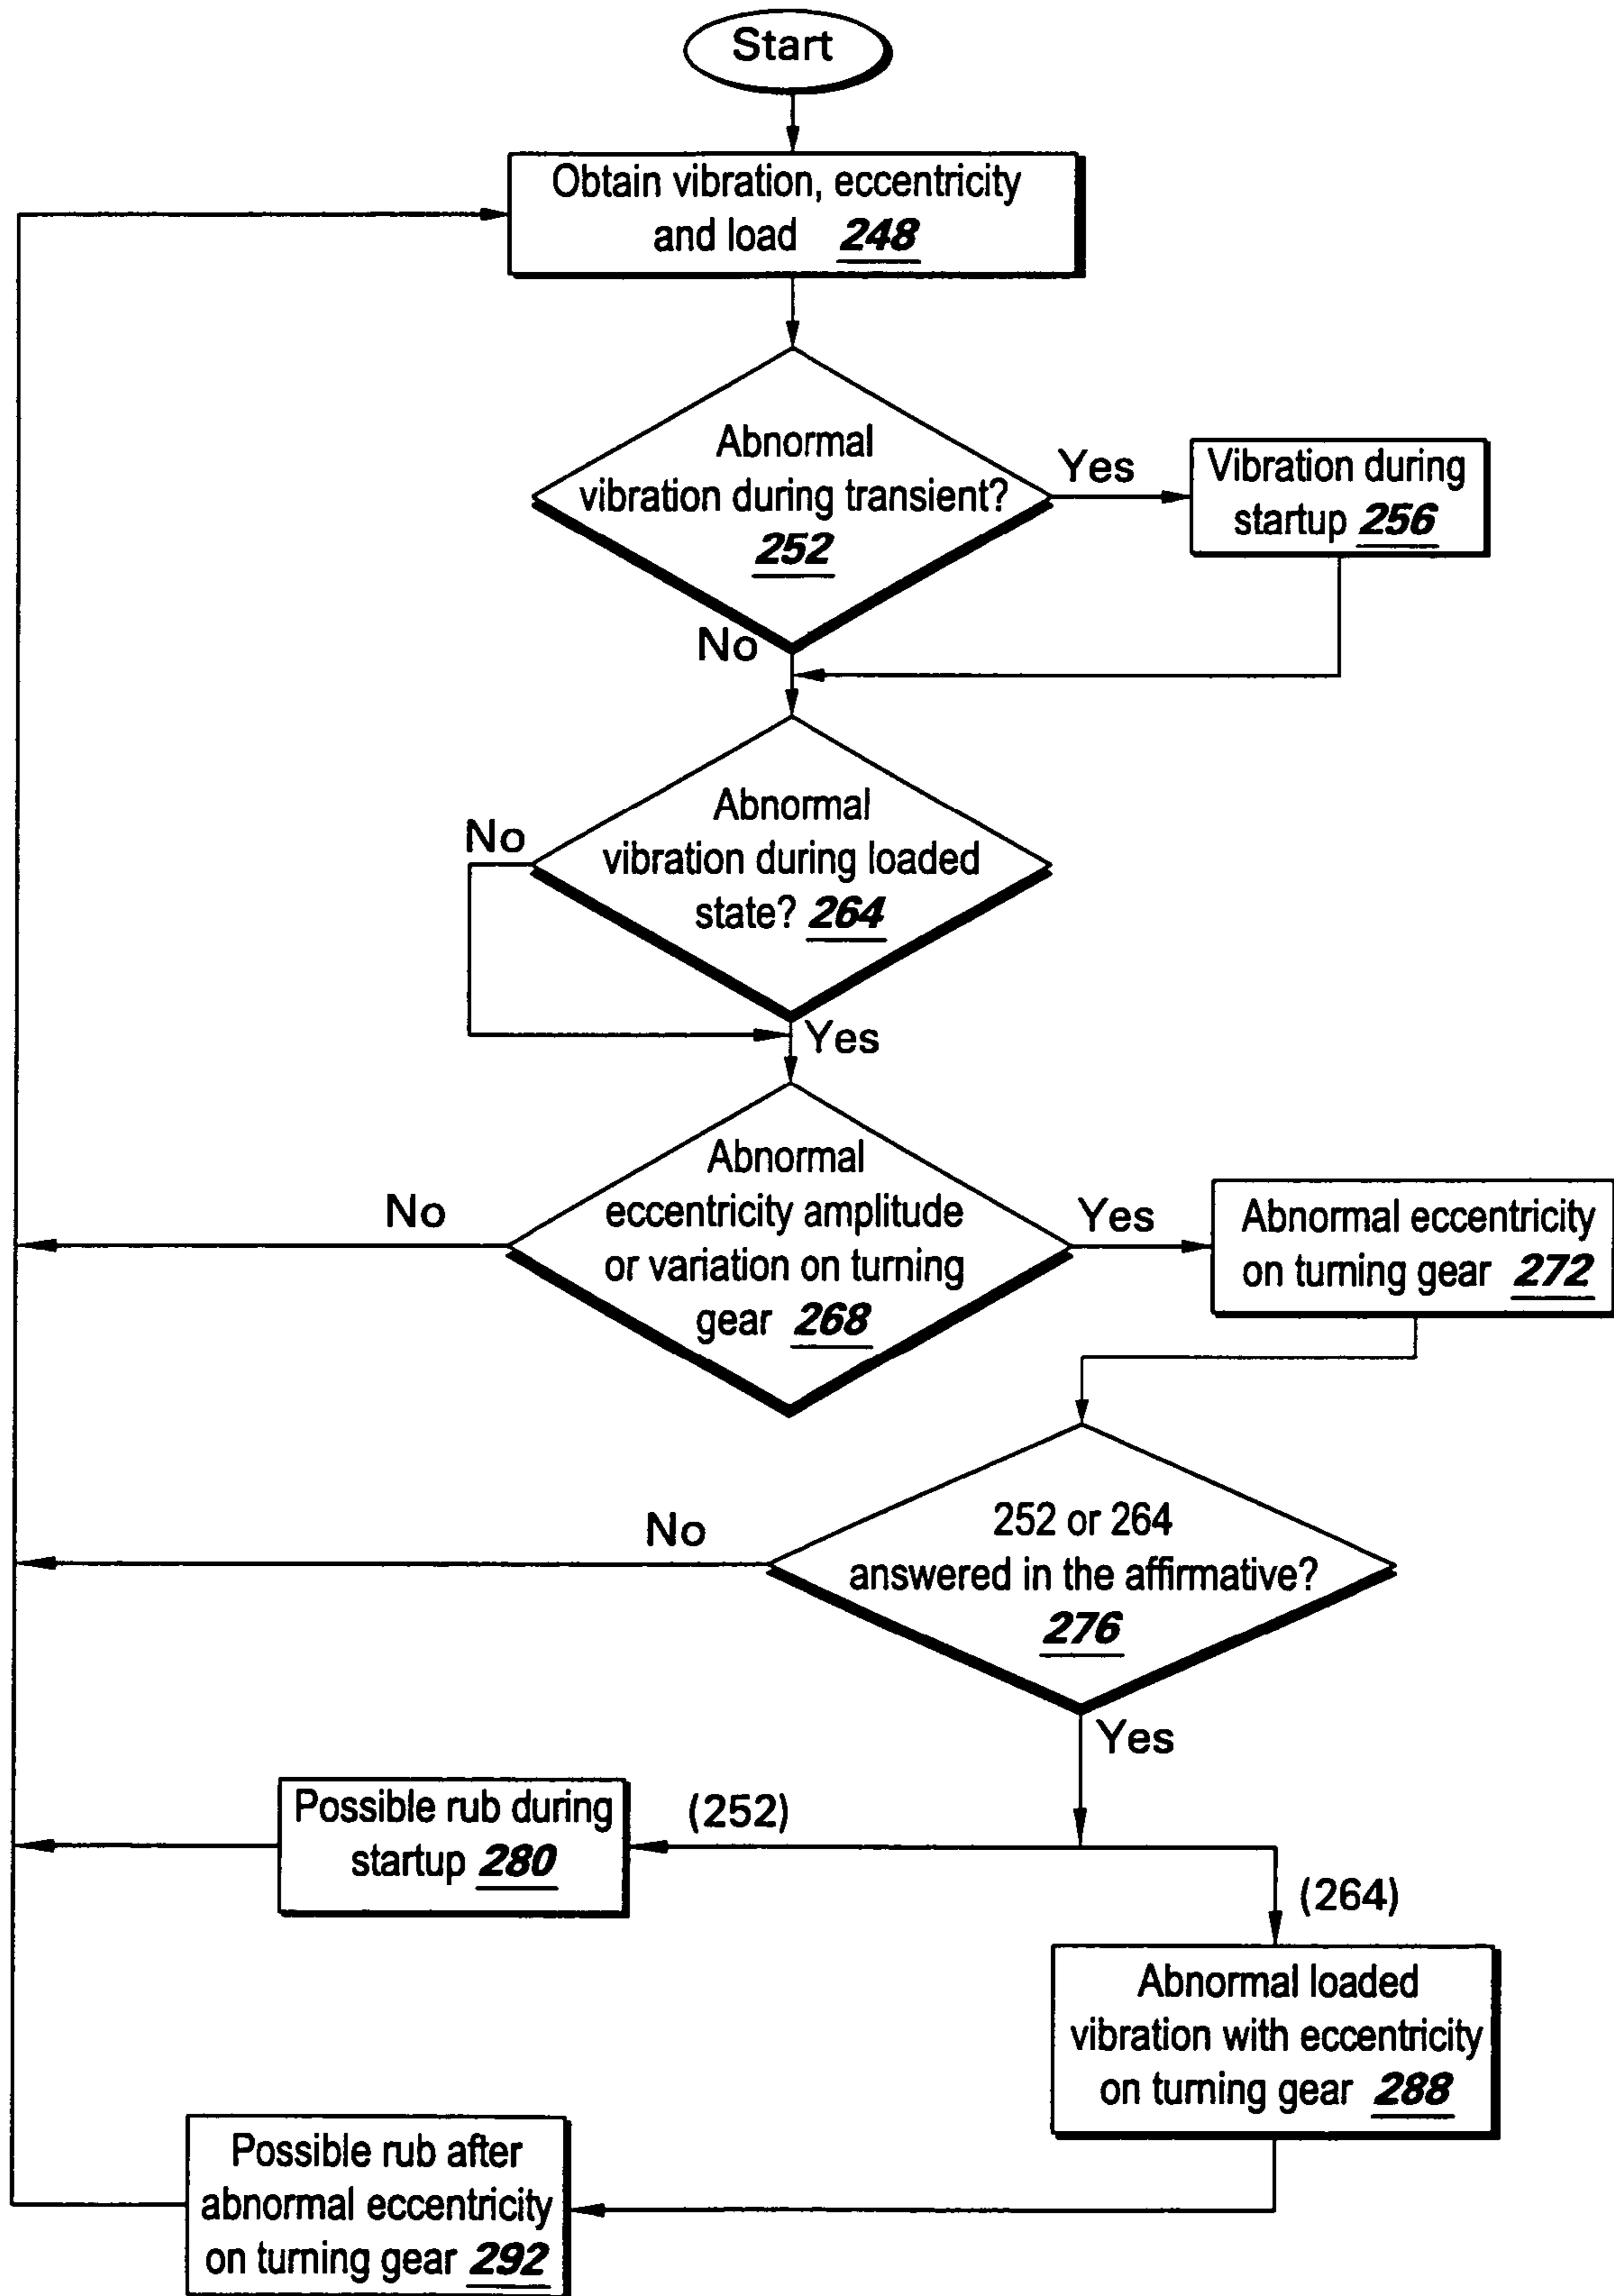 Start
Obtain vibration, eccentricity
and load 248
Abnormal
vibration during transient?
252
Yes
Vibration during
startup 256
No
Abnormal
vibration during loaded
state? 264
No
Yes
Abnormal
eccentricity amplitude
or variation on turning
gear 268
No
Yes
Abnormal eccentricity
on turning gear 272
252 or 264
answered in the affirmative?
276
No
Yes
(252)
Possible rub during
startup 280
(264)
Abnormal loaded
vibration with eccentricity
on turning gear 288
Possible rub after
abnormal eccentricity
on turning gear 292